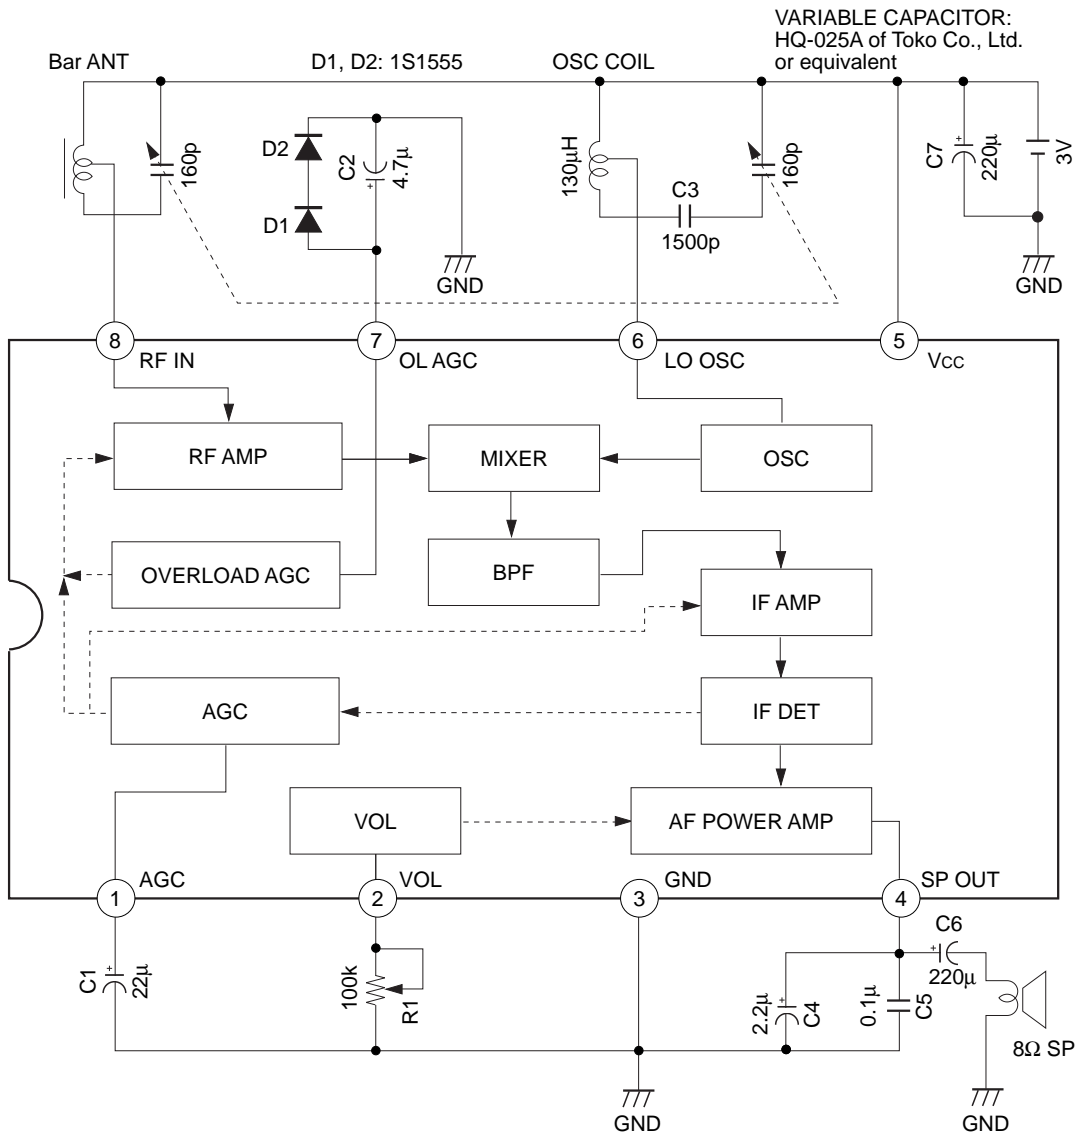 VARIABLE CAPACITOR:
HQ-025A of Toko Co., Ltd.
or equivalent
Bar ANT
D1, D2: 1S1555
OSC COIL
160p
D2
D1
C2
4.7μ
GND
130μH
C3
1500p
160p
C7
220μ
3V
GND
8
RF IN
7
OL AGC
6
LO OSC
5
Vcc
RF AMP
MIXER
OSC
OVERLOAD AGC
BPF
IF AMP
AGC
IF DET
VOL
AF POWER AMP
1
AGC
2
VOL
3
GND
4
SP OUT
C1
22μ
100k
R1
2.2μ
C4
0.1μ
C5
C6
220μ
8Ω SP
GND
GND